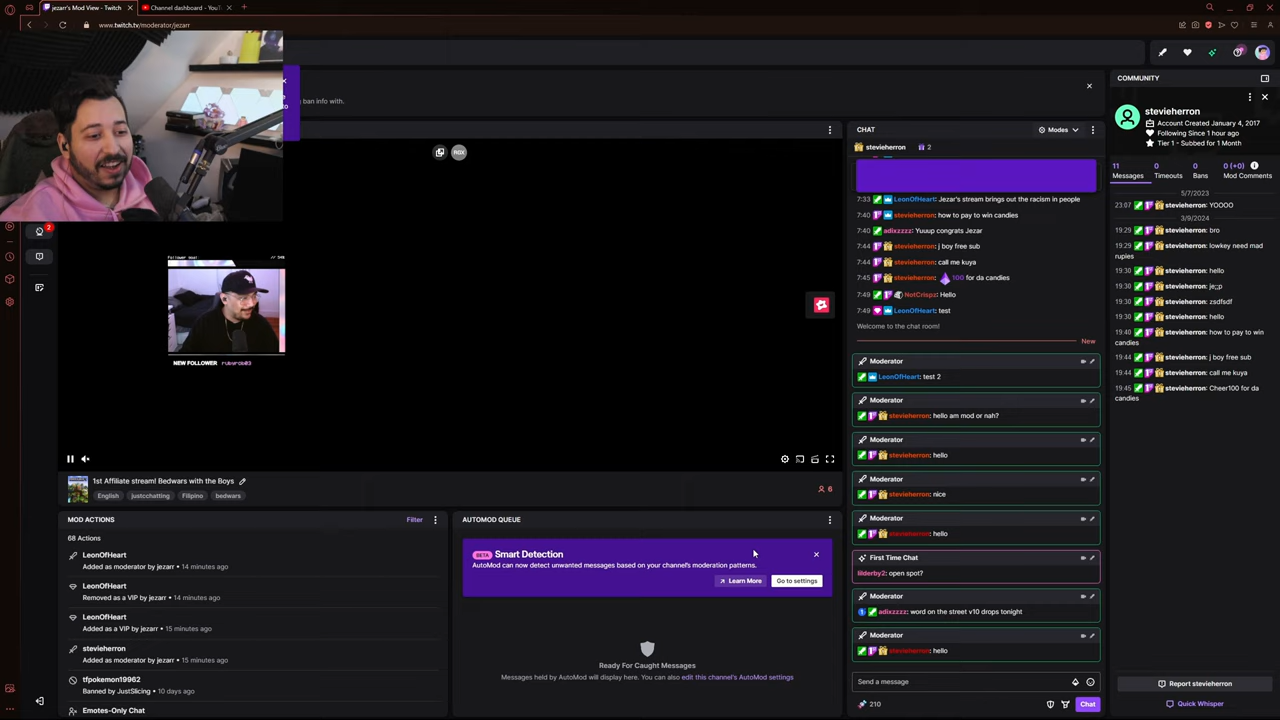 jezarr's Mod View - Twitch
Channel dashboard - YouT
www.twitch.tv/moderator/jezarr
to
ban info with.
RGX
NEW FOLLOWER rubyrob03
1st Affiliate stream! Bedwars with the Boys
English justcchatting Filipino bedwars
6
MOD ACTIONS
Filter
68 Actions
LeonOfHeart
Added as moderator by jezarr • 14 minutes ago
LeonOfHeart
Removed as a VIP by jezarr • 14 minutes ago
LeonOfHeart
Added as a VIP by jezarr • 15 minutes ago
stevieherron
Added as moderator by jezarr • 15 minutes ago
tfpokemon19962
Banned by JustSlicing • 10 days ago
Emotes-Only Chat
AUTOMOD QUEUE
BETA Smart Detection
AutoMod can now detect unwanted messages based on your channel's moderation patterns.
Learn More Go to settings
Ready For Caught Messages
Messages held by AutoMod will display here. You can also edit this channel's AutoMod settings
CHAT
Modes
stevieherron 2
7:33 LeonOfHeart: Jezar's stream brings out the racism in people
7:40 stevieherron: how to pay to win candies
7:40 adixzzzz: Yuuup congrats Jezar
7:44 stevieherron: j boy free sub
7:44 stevieherron: call me kuya
7:45 stevieherron: 100 for da candies
7:49 NotCrispz: Hello
7:49 LeonOfHeart: test
Welcome to the chat room!
New
Moderator
LeonOfHeart: test 2
Moderator
stevieherron: hello am mod or nah?
Moderator
stevieherron: hello
Moderator
stevieherron: nice
Moderator
stevieherron: hello
First Time Chat
lilderby2: open spot?
Moderator
adixzzzz: word on the street v10 drops tonight
Moderator
stevieherron: hello
Send a message
210
Chat
COMMUNITY
stevieherron
Account Created January 4, 2017
Following Since 1 hour ago
Tier 1 - Subbed for 1 Month
11 0 0 0 (+0)
Messages Timeouts Bans Mod Comments
5/7/2023
23:07 stevieherron: YOOOO
3/9/2024
19:29 stevieherron: bro
19:29 stevieherron: lowkey need mad
rupies
19:30 stevieherron: hello
19:30 stevieherron: je;;p
19:30 stevieherron: zsdfsdf
19:30 stevieherron: hello
19:40 stevieherron: how to pay to win
candies
19:44 stevieherron: j boy free sub
19:44 stevieherron: call me kuya
19:45 stevieherron: Cheer100 for da
candies
Report stevieherron
Quick Whisper